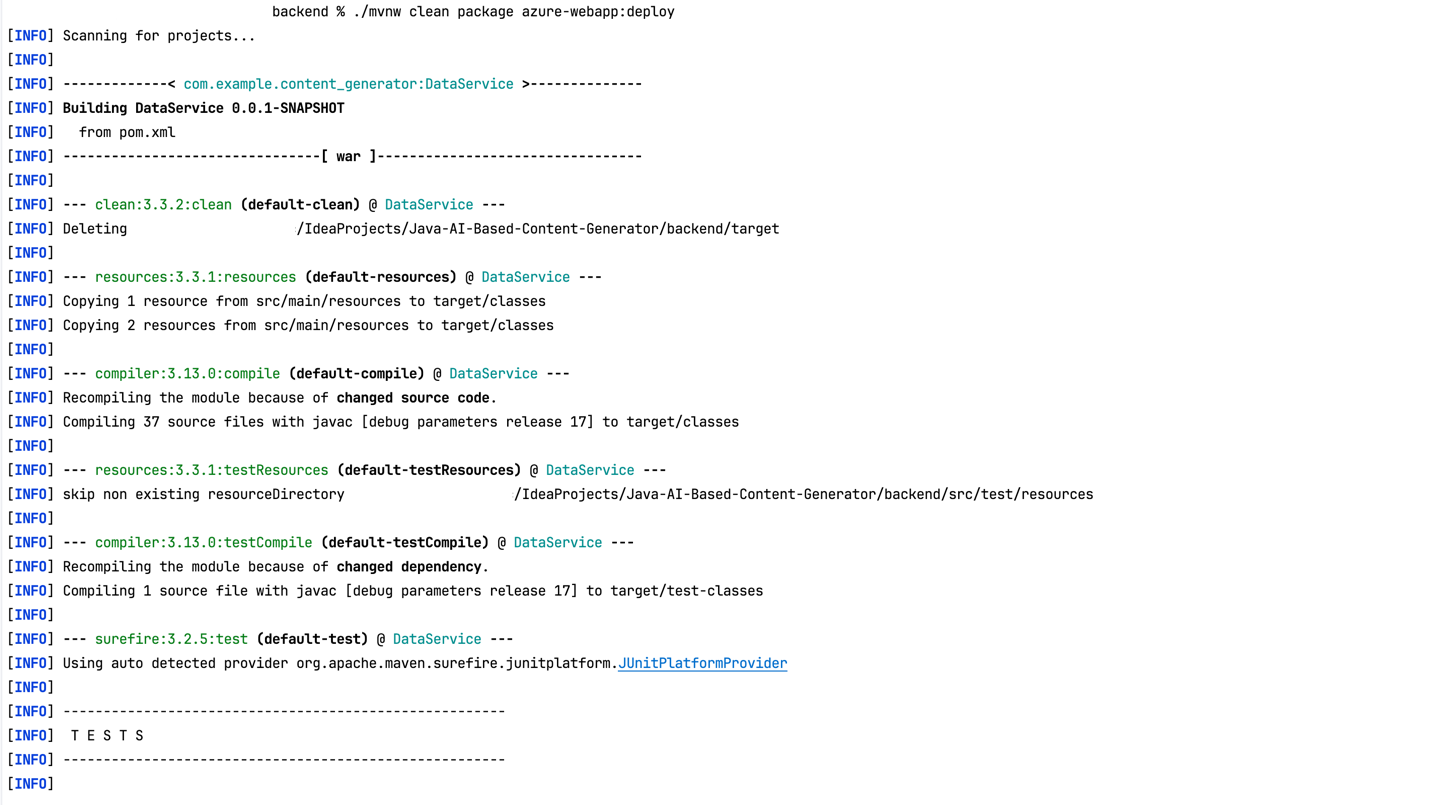 backend % ./mvnw clean package azure-webapp:deploy
[INFO] Scanning for projects...
[INFO]
[INFO] -------------< com.example.content_generator:DataService >--------------
[INFO] Building DataService 0.0.1-SNAPSHOT
[INFO]   from pom.xml
[INFO] --------------------------------[ war ]---------------------------------
[INFO]
[INFO] --- clean:3.3.2:clean (default-clean) @ DataService ---
[INFO] Deleting /IdeaProjects/Java-AI-Based-Content-Generator/backend/target
[INFO]
[INFO] --- resources:3.3.1:resources (default-resources) @ DataService ---
[INFO] Copying 1 resource from src/main/resources to target/classes
[INFO] Copying 2 resources from src/main/resources to target/classes
[INFO]
[INFO] --- compiler:3.13.0:compile (default-compile) @ DataService ---
[INFO] Recompiling the module because of changed source code.
[INFO] Compiling 37 source files with javac [debug parameters release 17] to target/classes
[INFO]
[INFO] --- resources:3.3.1:testResources (default-testResources) @ DataService ---
[INFO] skip non existing resourceDirectory /IdeaProjects/Java-AI-Based-Content-Generator/backend/src/test/resources
[INFO]
[INFO] --- compiler:3.13.0:testCompile (default-testCompile) @ DataService ---
[INFO] Recompiling the module because of changed dependency.
[INFO] Compiling 1 source file with javac [debug parameters release 17] to target/test-classes
[INFO]
[INFO] --- surefire:3.2.5:test (default-test) @ DataService ---
[INFO] Using auto detected provider org.apache.maven.surefire.junitplatform.JUnitPlatformProvider
[INFO]
[INFO] -------------------------------------------------------
[INFO]  T E S T S
[INFO] -------------------------------------------------------
[INFO]